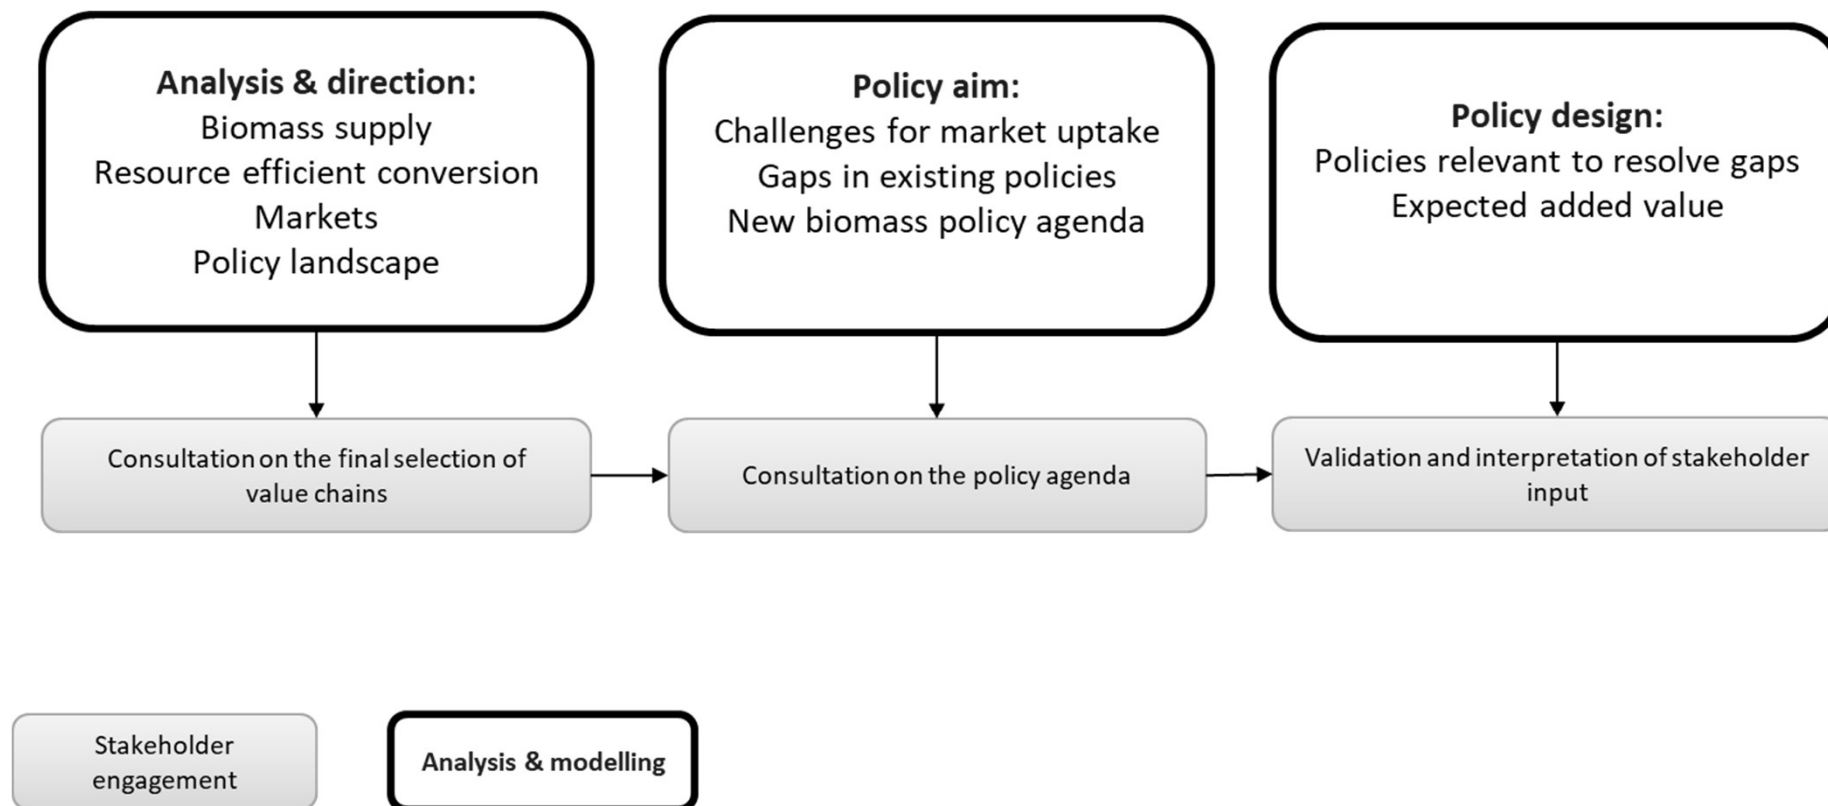 Analysis & direction:
Biomass supply
Resource efficient conversion
Markets
Policy landscape
Policy aim:
Challenges for market uptake
Gaps in existing policies
New biomass policy agenda
Policy design:
Policies relevant to resolve gaps
Expected added value
Consultation on the final selection of
value chains
Consultation on the policy agenda
Validation and interpretation of stakeholder
input
Stakeholder
engagement
Analysis & modelling